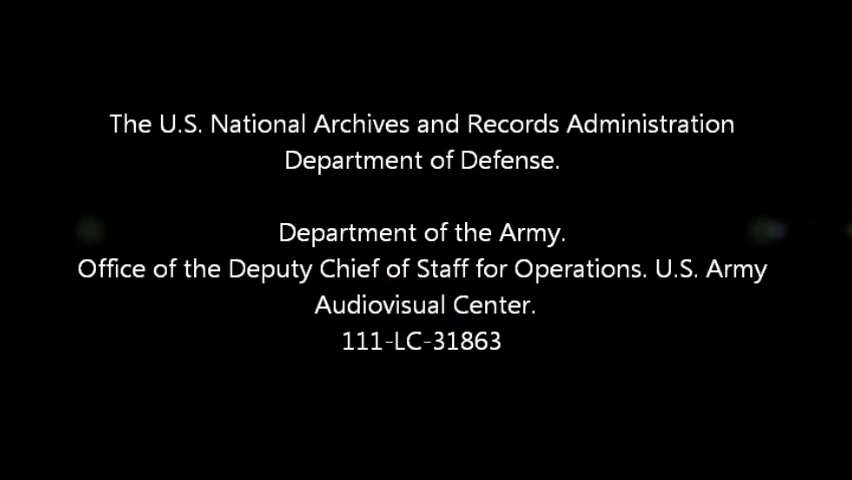 The U.S. National Archives and Records Administration
Department of Defense.
Department of the Army.
Office of the Deputy Chief of Staff for Operations. U.S. Army
Audiovisual Center.
111-LC-31863